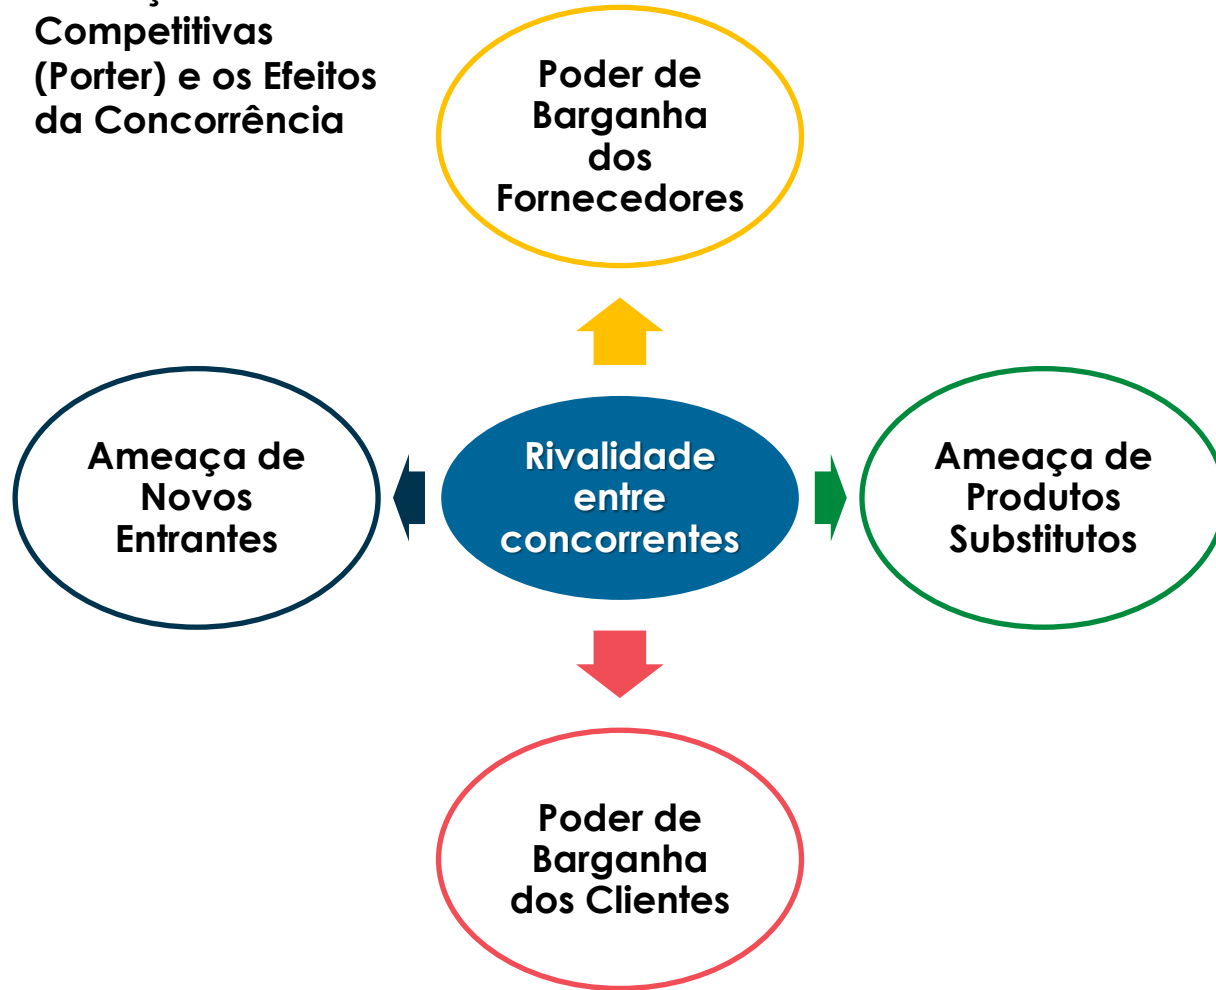 Competitivas
(Porter) e os Efeitos
da Concorrência
Poder de
Barganha
dos
Fornecedores
Ameaça de
Novos
Entrantes
Rivalidade
entre
concorrentes
Ameaça de
Produtos
Substitutos
Poder de
Barganha
dos Clientes